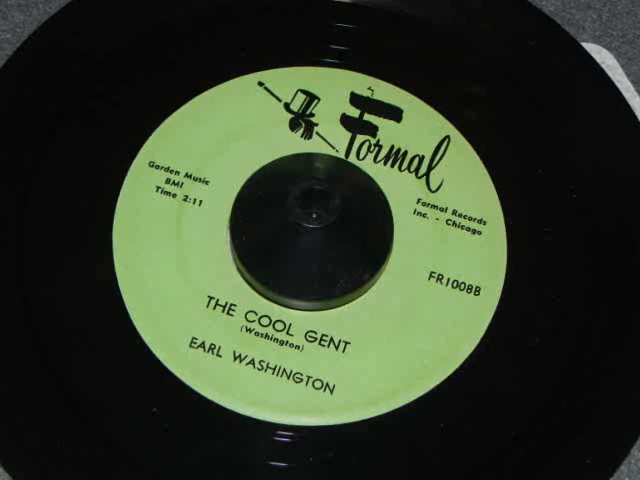 Formal
Garden Music
BMI
Time 2:11
Formal Records
Inc. - Chicago
FR1008B
THE COOL GENT
(Washington)
EARL WASHINGTON